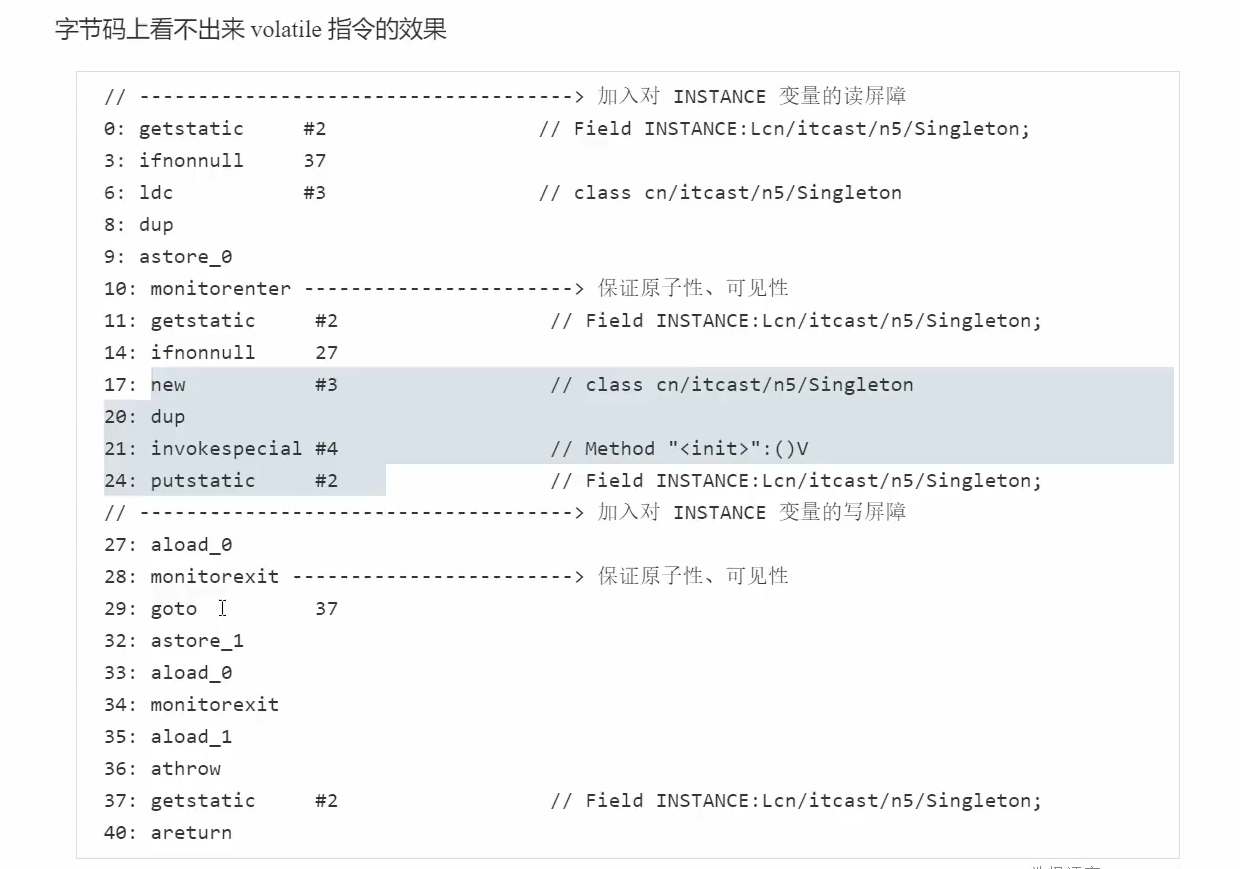 字节码上看不出来 volatile 指令的效果
// -------------------------------------> 加入对 INSTANCE 变量的读屏障
0: getstatic     #2                  // Field INSTANCE:Lcn/itcast/n5/Singleton;
3: ifnonnull     37
6: ldc           #3                  // class cn/itcast/n5/Singleton
8: dup
9: astore_0
10: monitorenter -----------------------> 保证原子性、可见性
11: getstatic     #2                  // Field INSTANCE:Lcn/itcast/n5/Singleton;
14: ifnonnull     27
17: new           #3                  // class cn/itcast/n5/Singleton
20: dup
21: invokespecial #4                  // Method "<init>":()V
24: putstatic     #2                  // Field INSTANCE:Lcn/itcast/n5/Singleton;
// -------------------------------------> 加入对 INSTANCE 变量的写屏障
27: aload_0
28: monitorexit ------------------------> 保证原子性、可见性
29: goto          37
32: astore_1
33: aload_0
34: monitorexit
35: aload_1
36: athrow
37: getstatic     #2                  // Field INSTANCE:Lcn/itcast/n5/Singleton;
40: areturn